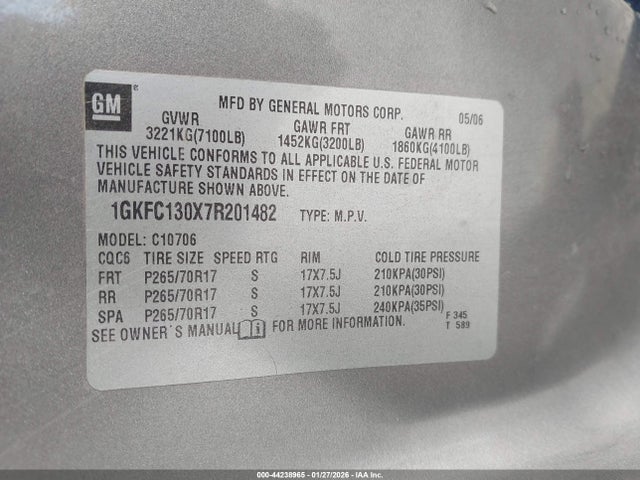 GM ®
MFD BY GENERAL MOTORS CORP. 05/06
GVWR GAWR FRT GAWR RR
3221KG(7100LB) 1452KG(3200LB) 1860KG(4100LB)
THIS VEHICLE CONFORMS TO ALL APPLICABLE U.S. FEDERAL MOTOR
VEHICLE SAFETY STANDARDS IN EFFECT ON THE DATE OF
MANUFACTURE SHOWN ABOVE.
1GKFC130X7R201482 TYPE: M.P.V.
MODEL: C10706
CQC6 TIRE SIZE SPEED RTG RIM COLD TIRE PRESSURE
FRT P265/70R17 S 17X7.5J 210KPA(30PSI)
RR P265/70R17 S 17X7.5J 210KPA(30PSI)
SPA P265/70R17 S 17X7.5J 240KPA(35PSI)
SEE OWNER'S MANUAL i FOR MORE INFORMATION.
F 345
T 589
000-44238965 - 01/27/2026 - IAA Inc.